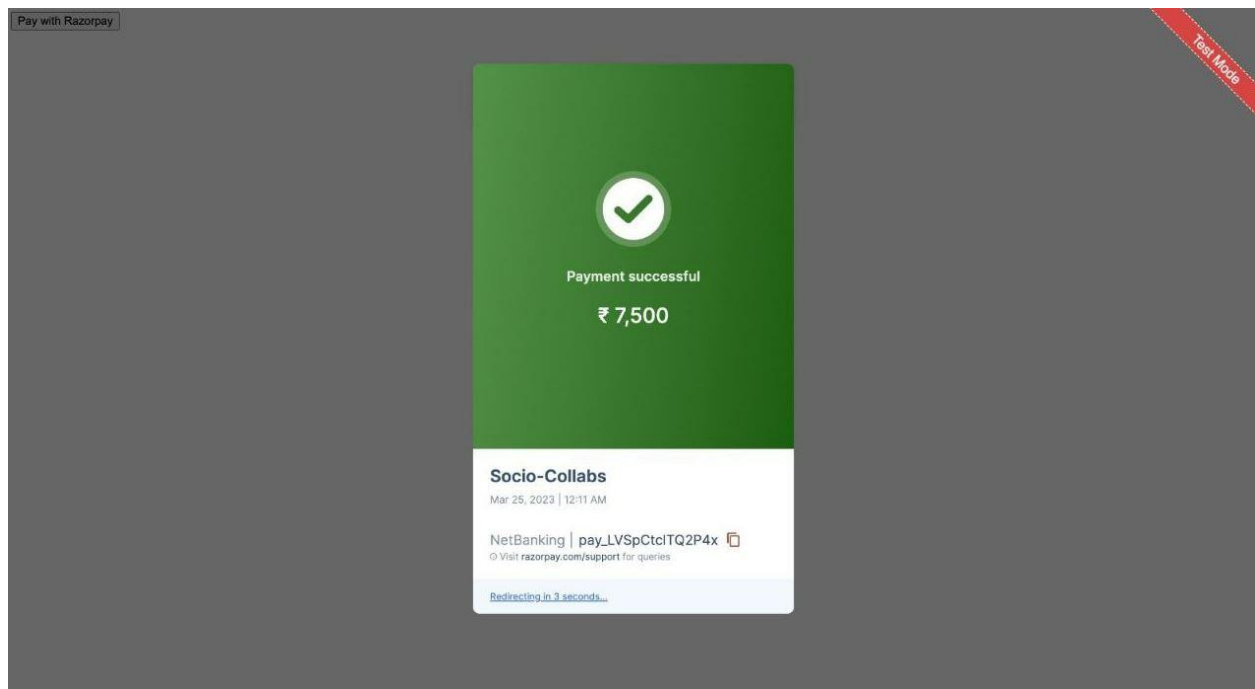 Pay with Razorpay
Test Mode
Payment successful
₹ 7,500
Socio-Collabs
Mar 25, 2023 | 12:11 AM
NetBanking | pay_LVSpCtclTQ2P4x
Visit razorpay.com/support for queries
Redirecting in 3 seconds...